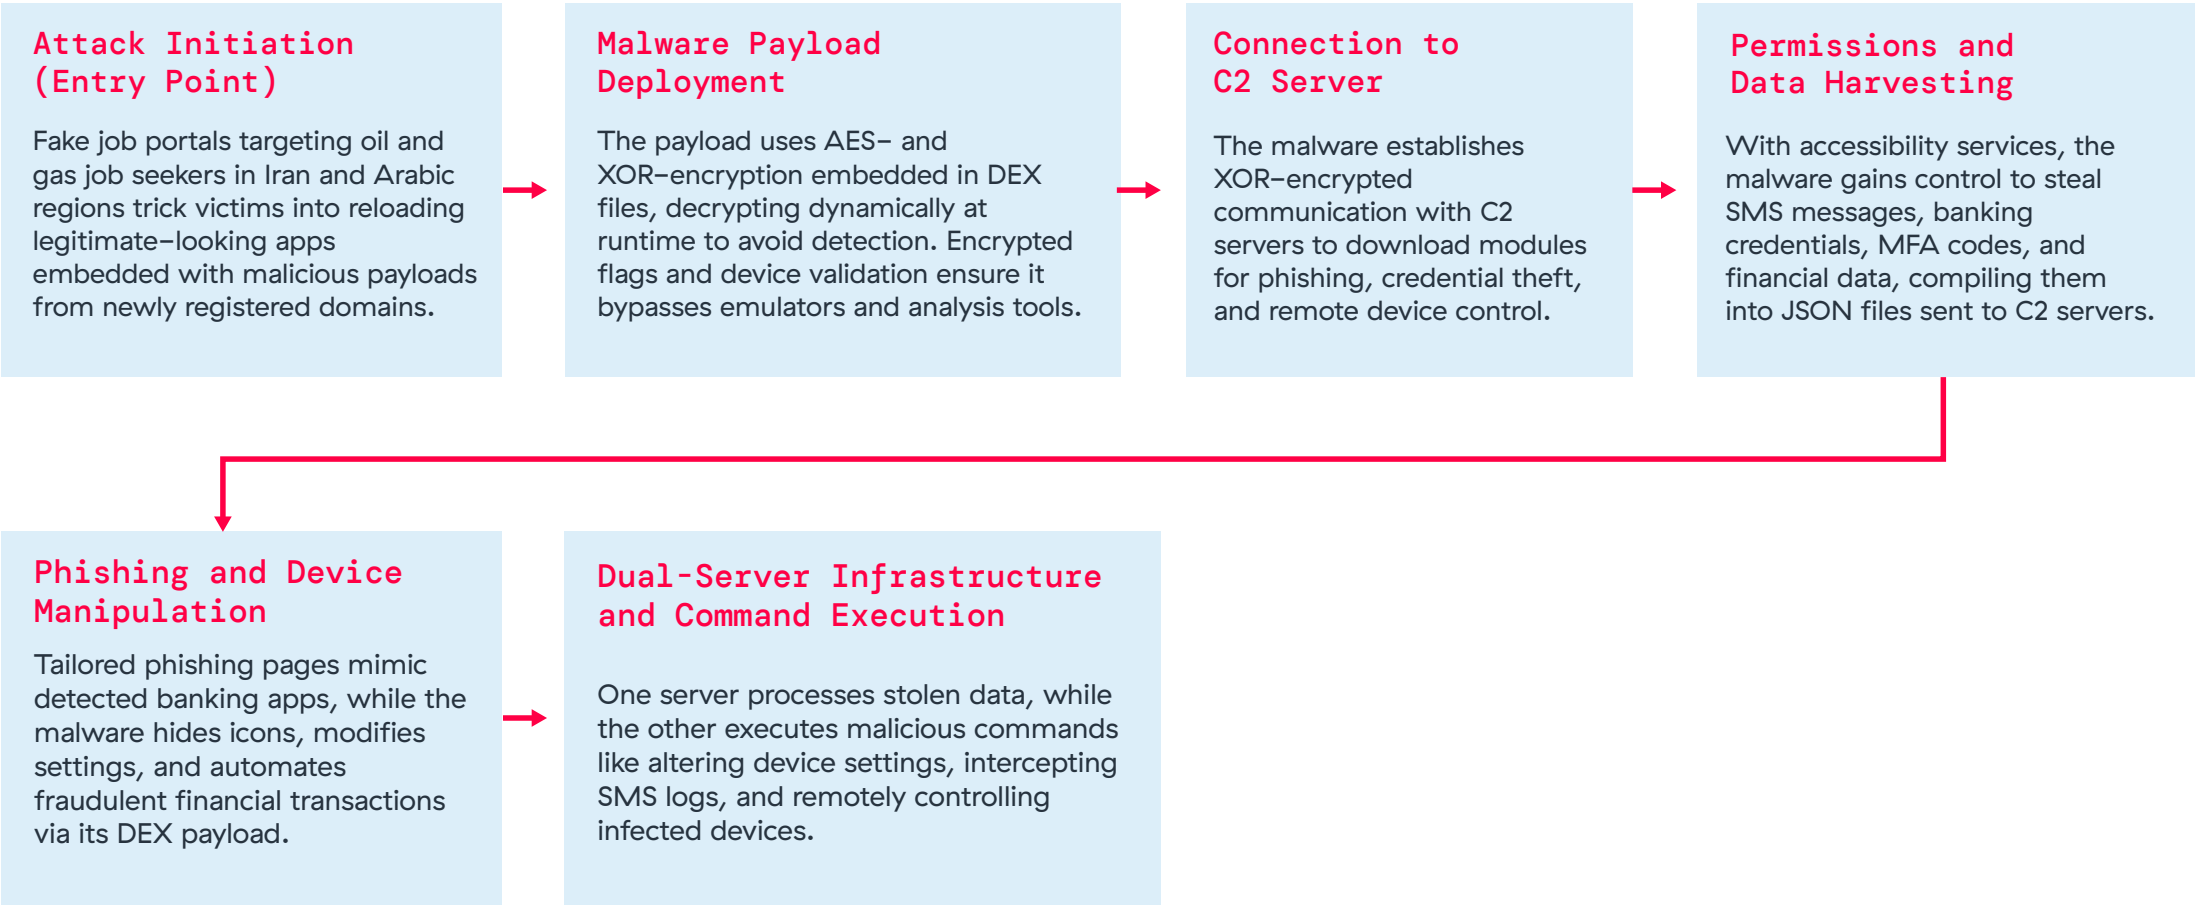 Attack Initiation
(Entry Point)
Fake job portals targeting oil and
gas job seekers in Iran and Arabic
regions trick victims into reloading
legitimate-looking apps
embedded with malicious payloads
from newly registered domains.
Malware Payload
Deployment
The payload uses AES- and
XOR-encryption embedded in DEX
files, decrypting dynamically at
runtime to avoid detection. Encrypted
flags and device validation ensure it
bypasses emulators and analysis tools.
Connection to
C2 Server
The malware establishes
XOR-encrypted
communication with C2
servers to download modules
for phishing, credential theft,
and remote device control.
Permissions and
Data Harvesting
With accessibility services, the
malware gains control to steal
SMS messages, banking
credentials, MFA codes, and
financial data, compiling them
into JSON files sent to C2 servers.
Phishing and Device
Manipulation
Tailored phishing pages mimic
detected banking apps, while the
malware hides icons, modifies
settings, and automates
fraudulent financial transactions
via its DEX payload.
Dual-Server Infrastructure
and Command Execution
One server processes stolen data, while
the other executes malicious commands
like altering device settings, intercepting
SMS logs, and remotely controlling
infected devices.